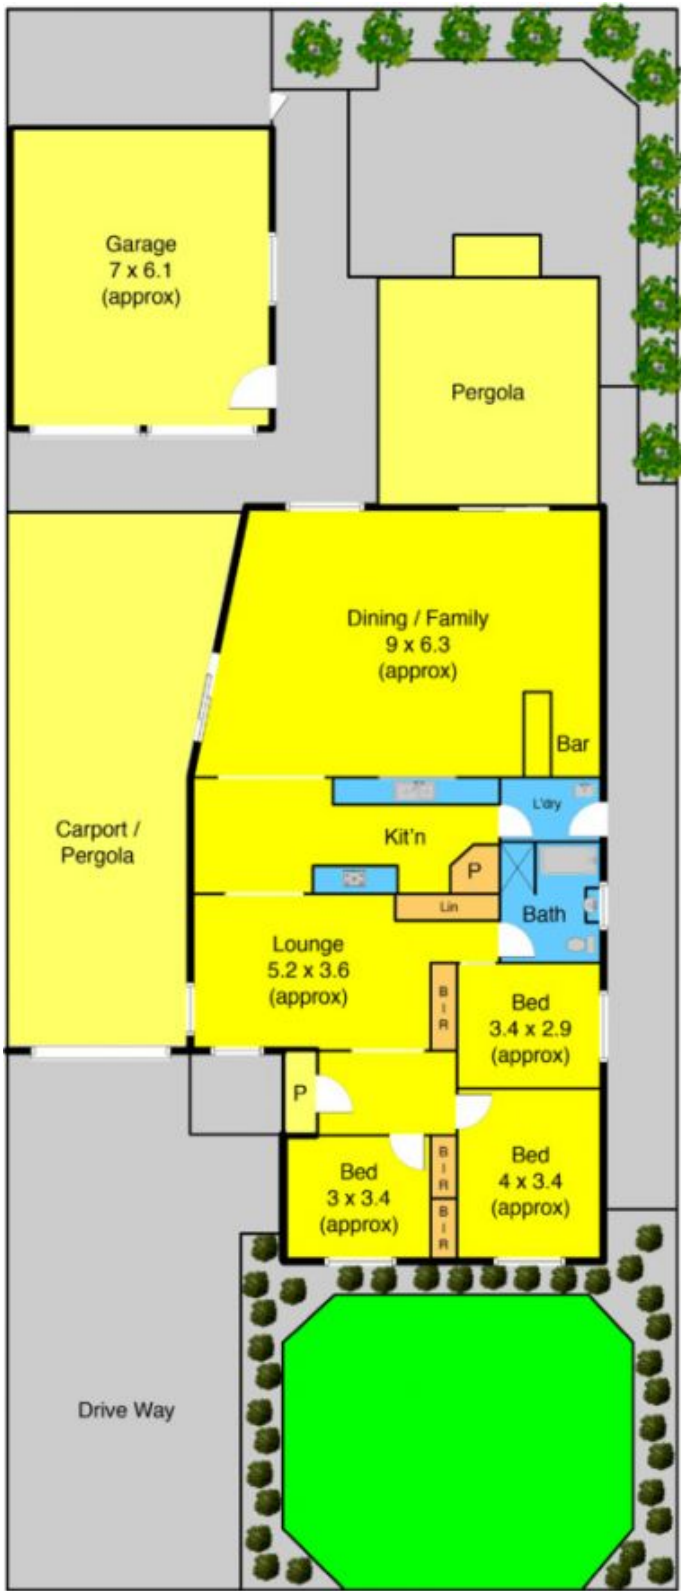 Garage
7 x 6.1
(approx)
Pergola
Dining / Family
9 x 6.3
(approx)
Bar
L'dry
Carport /
Pergola
Kit'n
P
Bath
Lin
Lounge
5.2 x 3.6
(approx)
B
I
R
Bed
3.4 x 2.9
(approx)
P
Bed
3 x 3.4
(approx)
B
I
R
B
I
R
Bed
4 x 3.4
(approx)
Drive Way